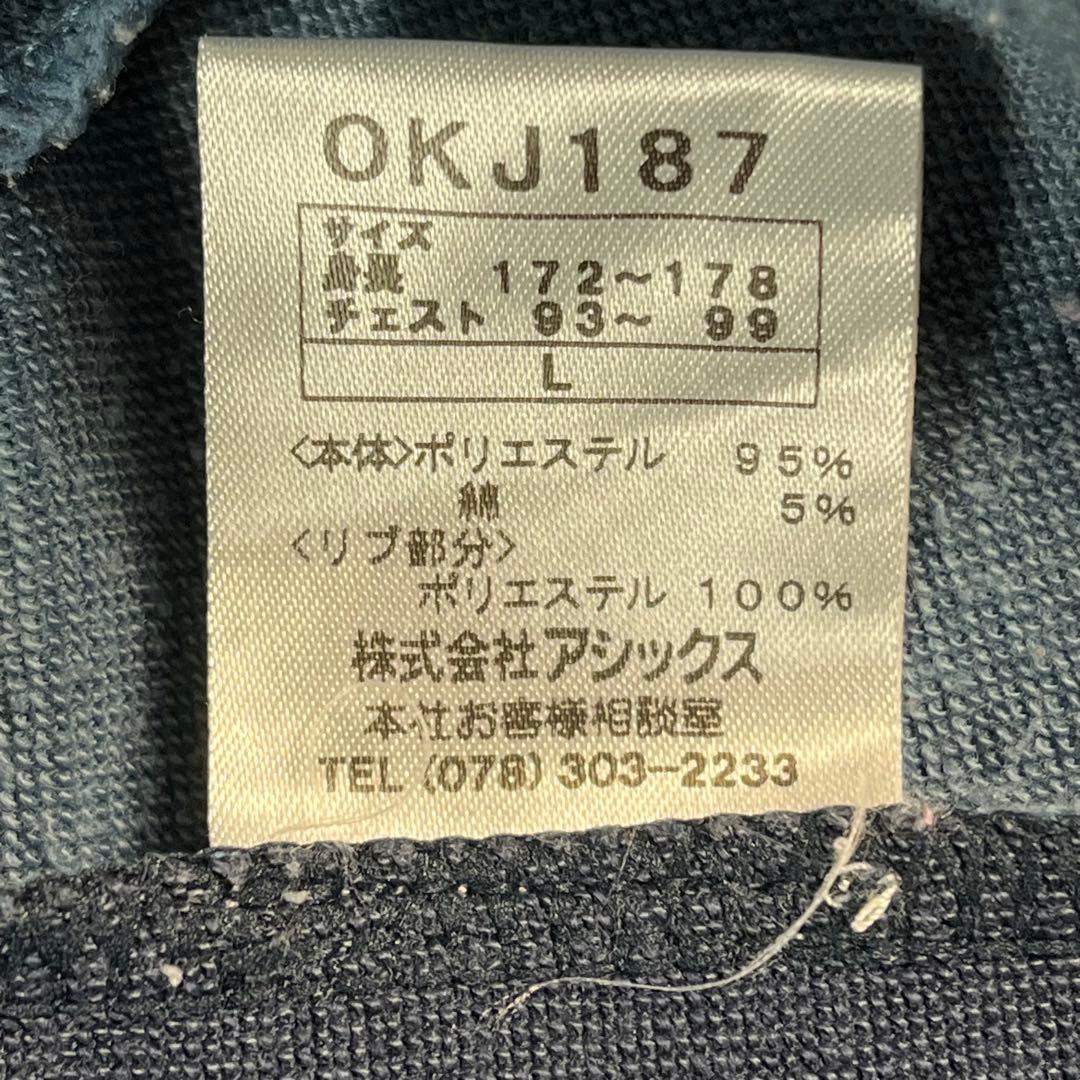 OKJ187
サイズ
身長 172～178
チェスト 93～ 99
L
〈本体〉ポリエステル 95%
綿 5%
〈リブ部分〉
ポリエステル 100%
株式会社アシックス
本社お客様相談室
TEL (078) 303-2233